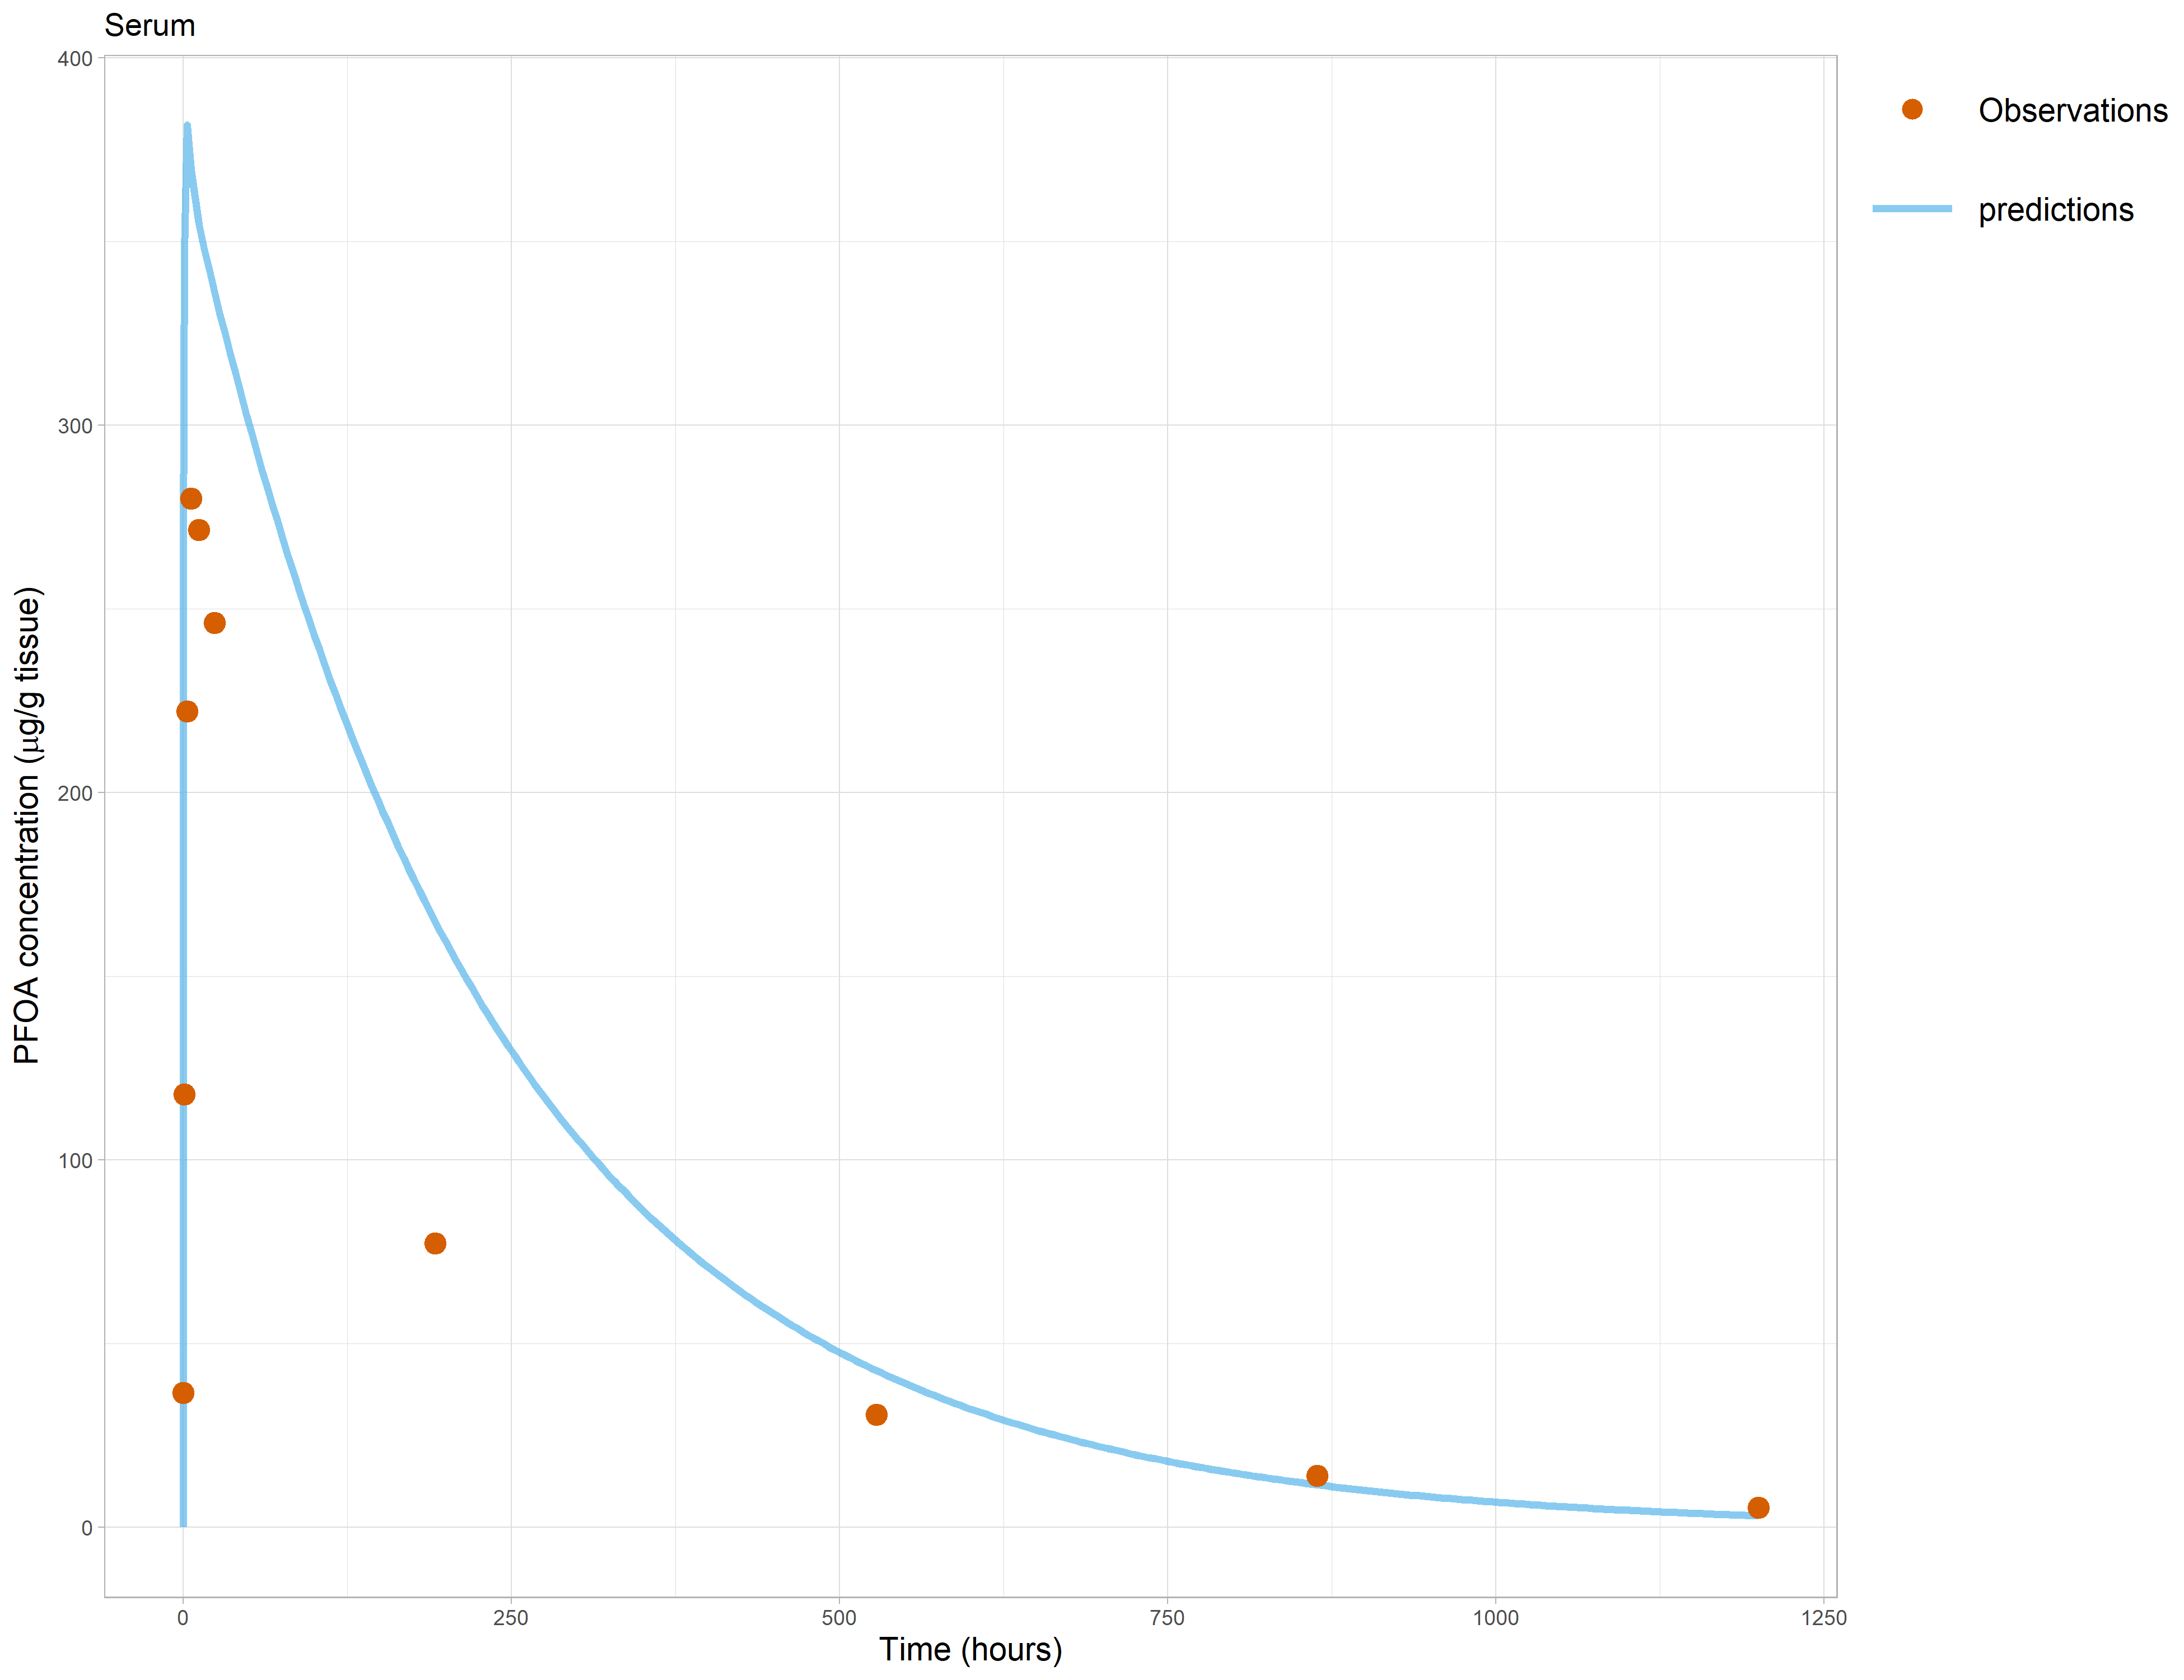 Serum
400
300
200
100
0
PFOA concentration (μg/g tissue)
0 250 500 750 1000 1250
Time (hours)
Observations
predictions